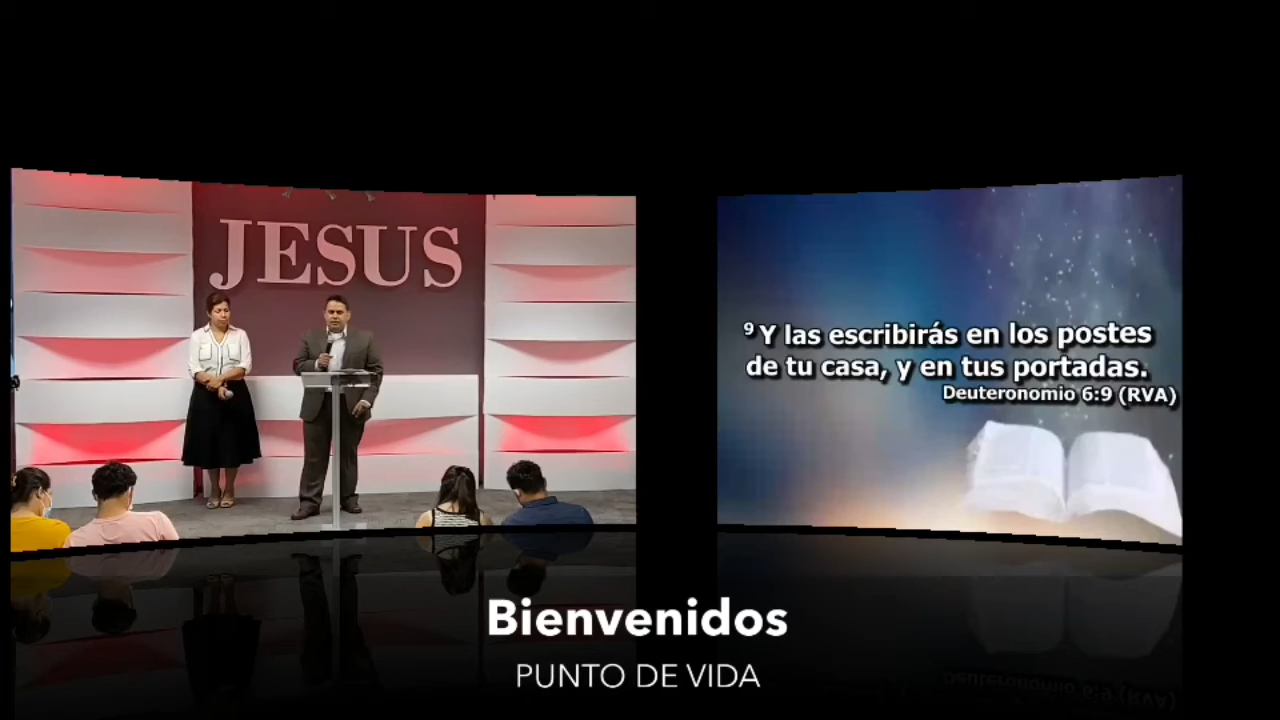 JESUS
⁹ Y las escribirás en los postes
de tu casa, y en tus portadas.
Deuteronomio 6:9 (RVA)
Bienvenidos
PUNTO DE VIDA